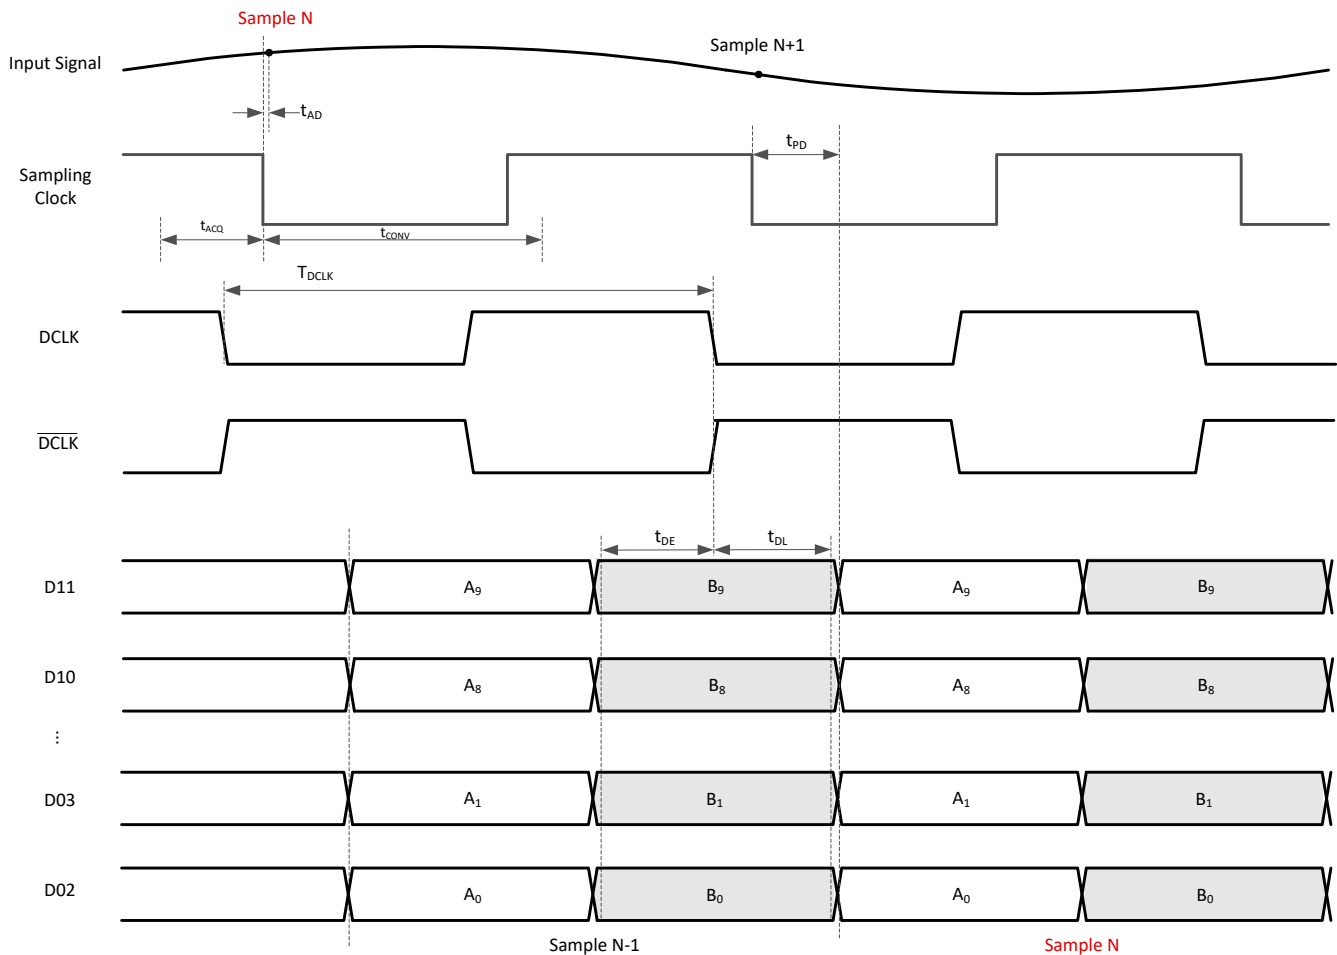 Sample N
Sample N+1
Input Signal
tAD
tPD
Sampling
Clock
tACQ
tCONV
TDCLK
DCLK
DCLK
tDE
tDL
D11
A9
B9
A9
B9
D10
A8
B8
A8
B8
...
D03
A1
B1
A1
B1
D02
A0
B0
A0
B0
Sample N-1
Sample N